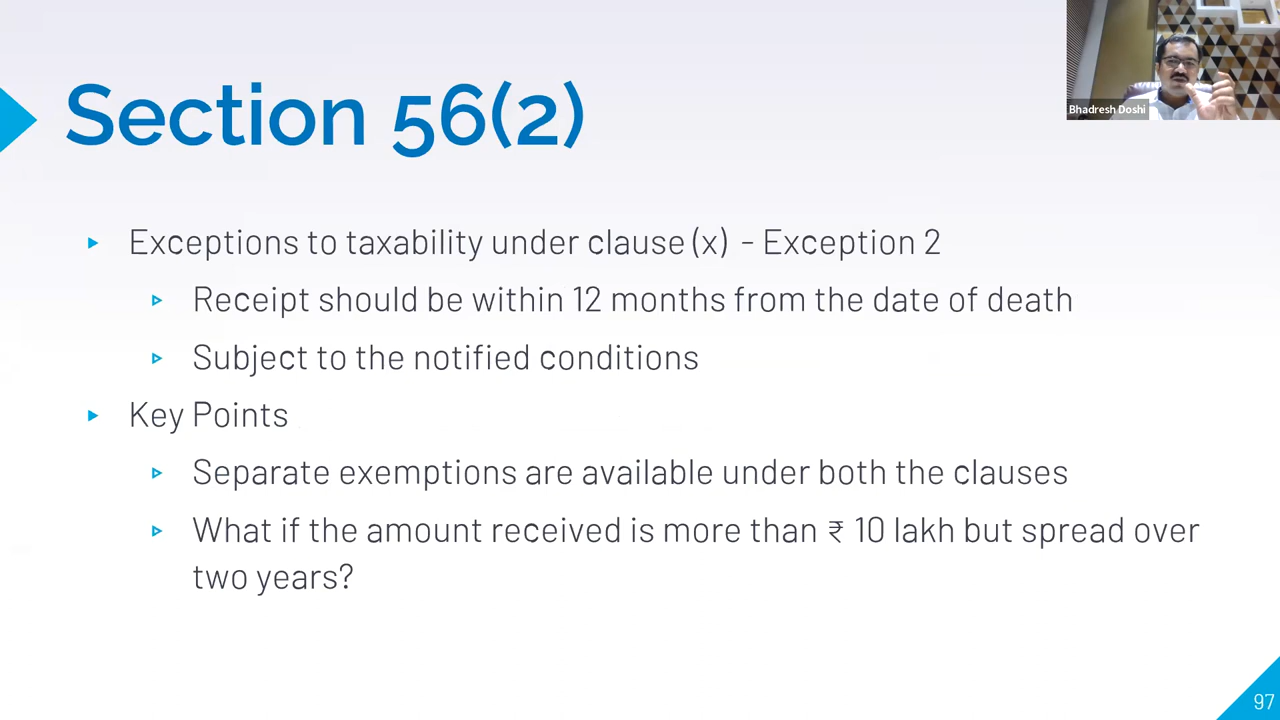 Bhadresh Doshi
Section 56(2)
Exceptions to taxability under clause (x) - Exception 2
Receipt should be within 12 months from the date of death
Subject to the notified conditions
Key Points
Separate exemptions are available under both the clauses
What if the amount received is more than ₹ 10 lakh but spread over
two years?
97